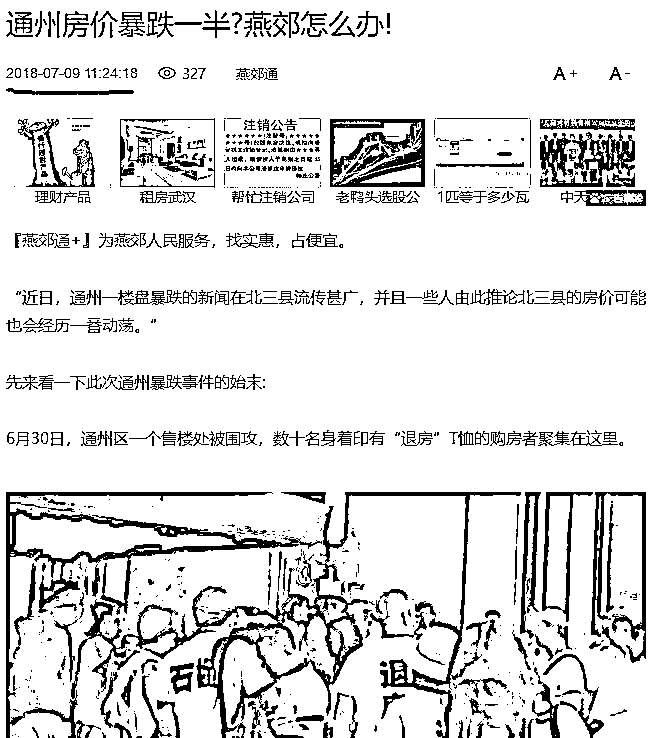 通州房价暴跌一半?燕郊怎么办!
2018-07-09 11:24:18 327 燕郊通 A+ A-
注销公告
理财产品 租房武汉 帮忙注销公司 老鸭头选股公 1匹等于多少瓦 中天
『燕郊通+』为燕郊人民服务，找实惠，占便宜。
“近日，通州一楼盘暴跌的新闻在北三县流传甚广，并且一些人由此推论北三县的房价可能
也会经历一番动荡。”
先来看一下此次通州暴跌事件的始末:
6月30日，通州区一个售楼处被围攻，数十名身着印有“退房”T恤的购房者聚集在这里。
退